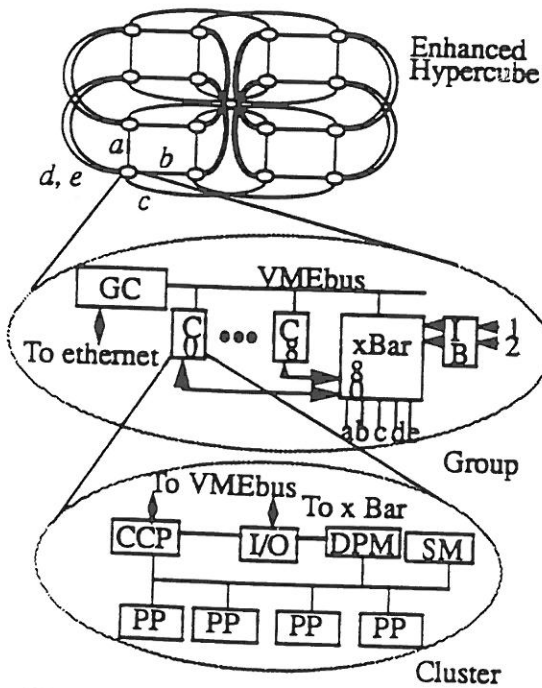 Enhanced
Hypercube
a
b
d, e
c
GC
VMEbus
To ethernet
C
0
C
8
xBar
8
0
I
B
1
2
a b c d e
Group
To VMEbus
To x Bar
CCP
I/O
DPM
SM
PP
PP
PP
PP
Cluster